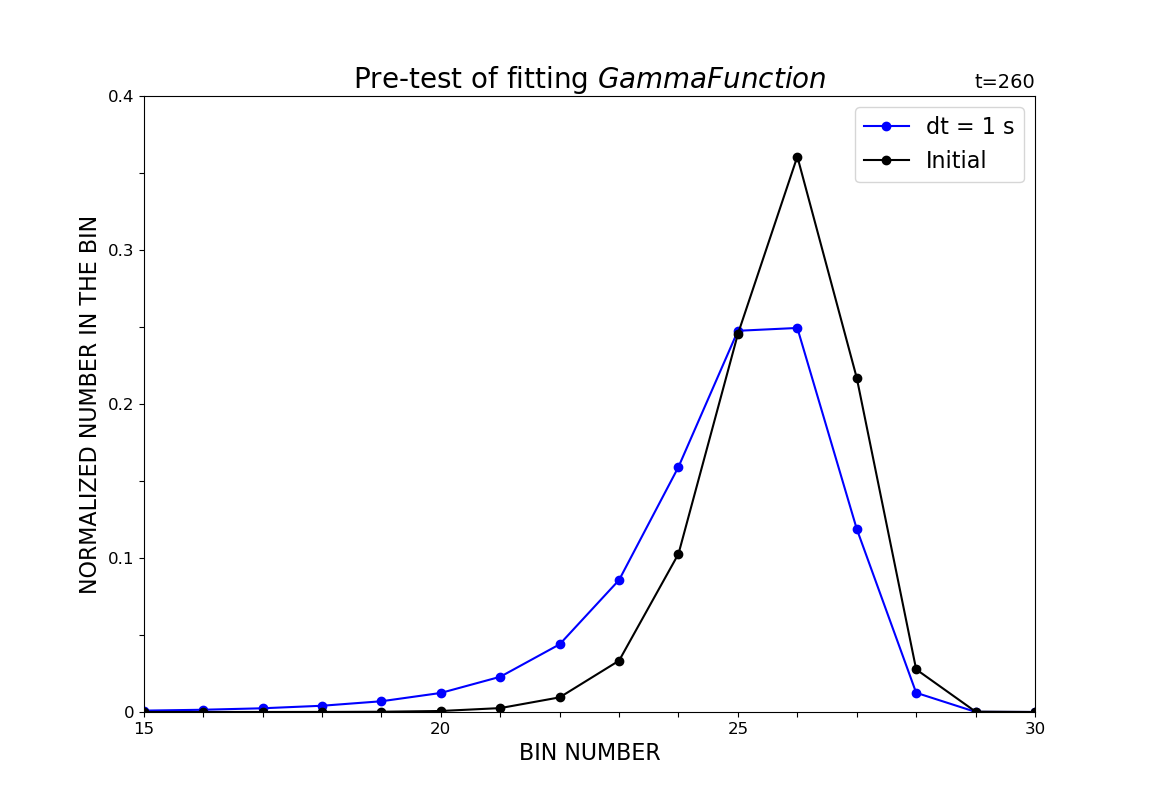 Pre-test of fitting GammaFunction
t=260
dt = 1 s
Initial
NORMALIZED NUMBER IN THE BIN
0.4
0.3
0.2
0.1
0
15
20
25
30
BIN NUMBER